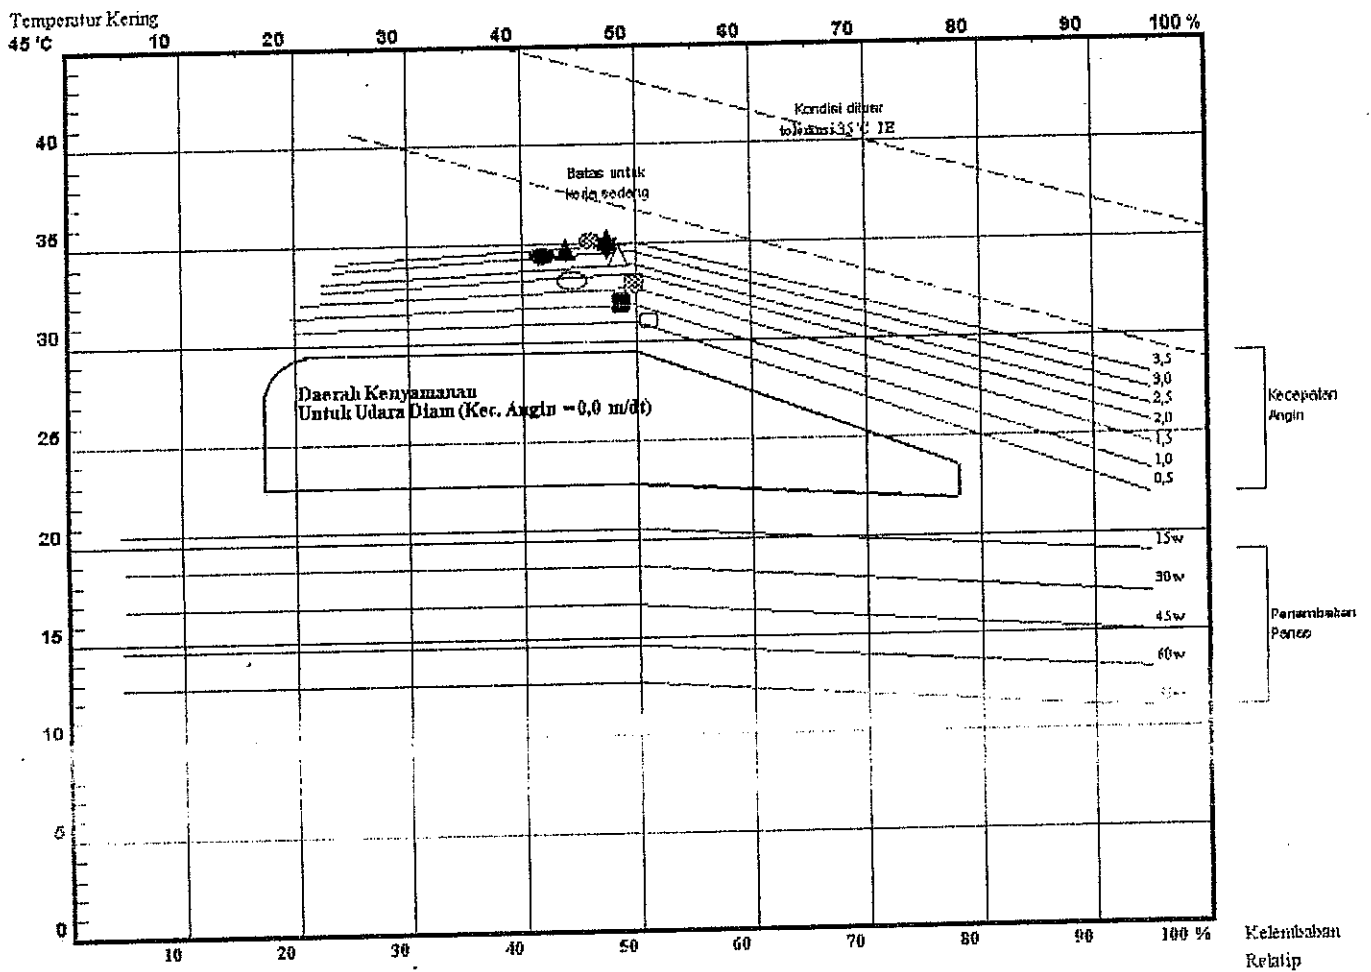 Temperatur Kering
45 °C 10 20 30 40 50 60 70 80 90 100 %
Kondisi diluar
toleransi 35°C TE
40
Batas untuk
kerja sedang
35
30
3,5
3,0
2,5
2,0
1,5
1,0
0,5
Kecepatan
Angin
Daerah Kenyamanan
Untuk Udara Diam (Kec. Angin = 0,0 m/dt)
25
20
15w
30w
45w
60w
Penambahan
Panas
15
10
5
0
10 20 30 40 50 60 70 80 90 100 %
Kelembaban
Relatip